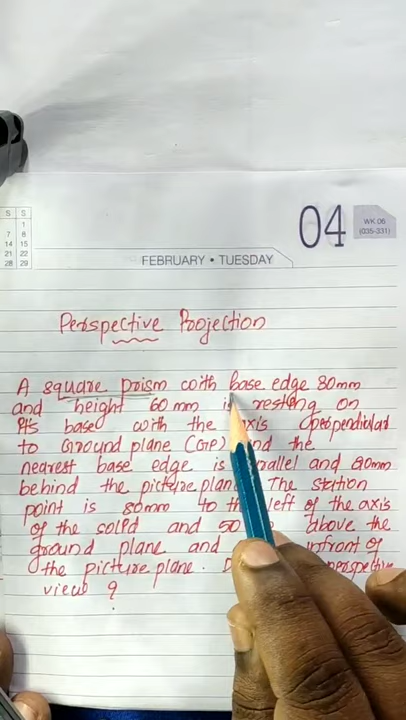 S S
1
7 8
14 15
21 22
28 29
04
WK 06
(035-331)
FEBRUARY • TUESDAY
Perspective Projection
A square prism with base edge 80mm
and height 60 mm is resting on
its base with the axis perpendicular
to Ground plane (GP) and the
nearest base edge is parallel and 20mm
behind the picture plane The station
point is 80mm to the left of the axis
of the solid and 50 above the
ground plane and infront of
the picture plane. perspective
view ?